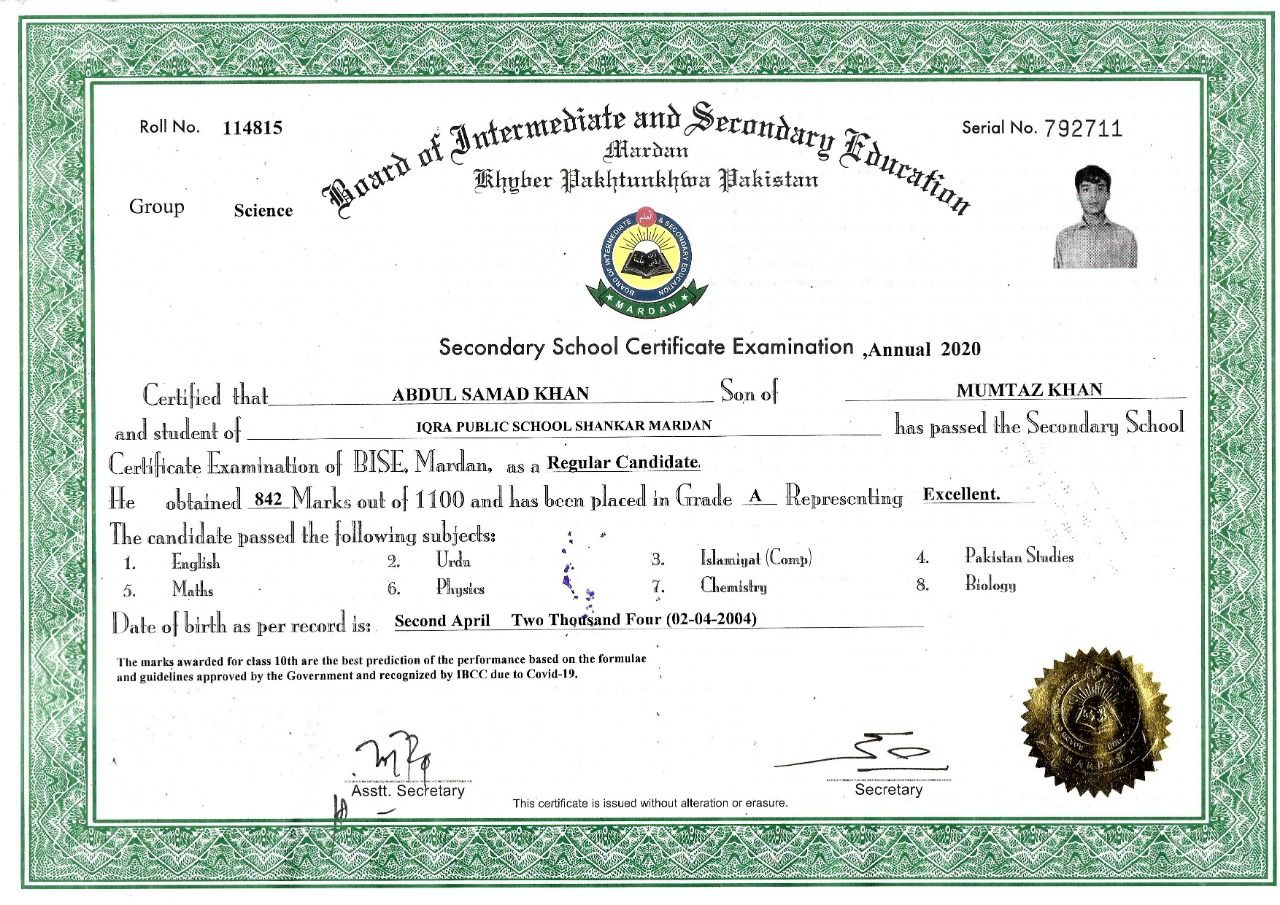 Roll No. 114815
Serial No. 792711
Board of Intermediate and Secondary Education
Mardan
Khyber Pakhtunkhwa Pakistan
Group Science
BOARD OF INTERMEDIATE & SECONDARY EDUCATION
MARDAN
Secondary School Certificate Examination ,Annual 2020
Certified that ABDUL SAMAD KHAN Son of MUMTAZ KHAN
and student of IQRA PUBLIC SCHOOL SHANKAR MARDAN has passed the Secondary School
Certificate Examination of BISE, Mardan, as a Regular Candidate.
He obtained 842 Marks out of 1100 and has been placed in Grade A Representing Excellent.
The candidate passed the following subjects:
1. English 2. Urdu 3. Islamiyat (Comp) 4. Pakistan Studies
5. Maths 6. Physics 7. Chemistry 8. Biology
Date of birth as per record is: Second April Two Thousand Four (02-04-2004)
The marks awarded for class 10th are the best prediction of the performance based on the formulae
and guidelines approved by the Government and recognized by IBCC due to Covid-19.
Asstt. Secretary
Secretary
This certificate is issued without alteration or erasure.